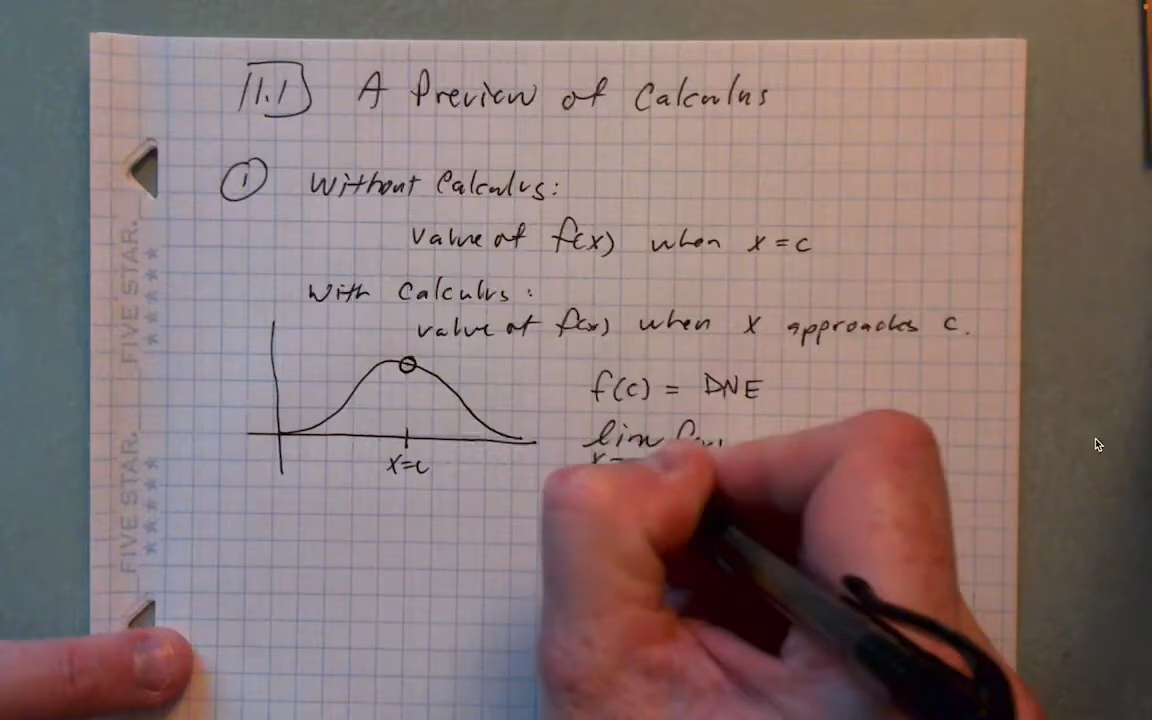 11.1 A Preview of Calculus
① Without Calculus:
value of f(x) when x = c
With Calculus:
value of f(x) when x approaches c.
f(c) = DNE
lim f(x)
x=c
FIVE STAR.
FIVE STAR.